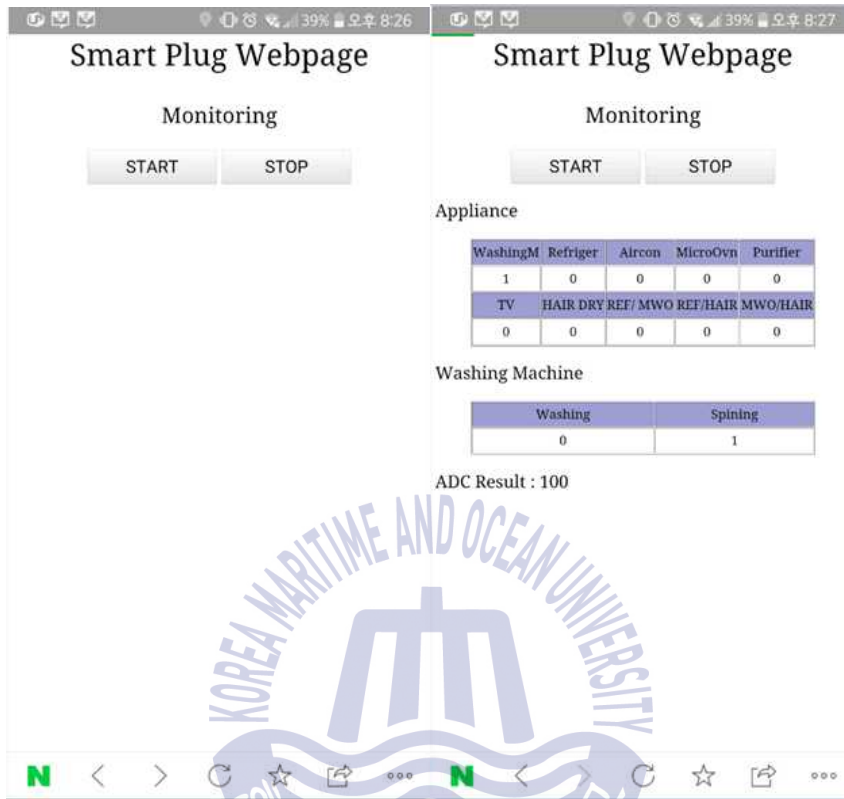 39% 오후 8:26
Smart Plug Webpage
Monitoring
START STOP
N
39% 오후 8:27
Smart Plug Webpage
Monitoring
START STOP
Appliance
WashingM Refriger Aircon MicroOvn Purifier
1 0 0 0 0
TV HAIR DRY REF/ MWO REF/HAIR MWO/HAIR
0 0 0 0 0
Washing Machine
Washing Spining
0 1
ADC Result : 100
N
KOREA MARITIME AND OCEAN UNIVERSITY